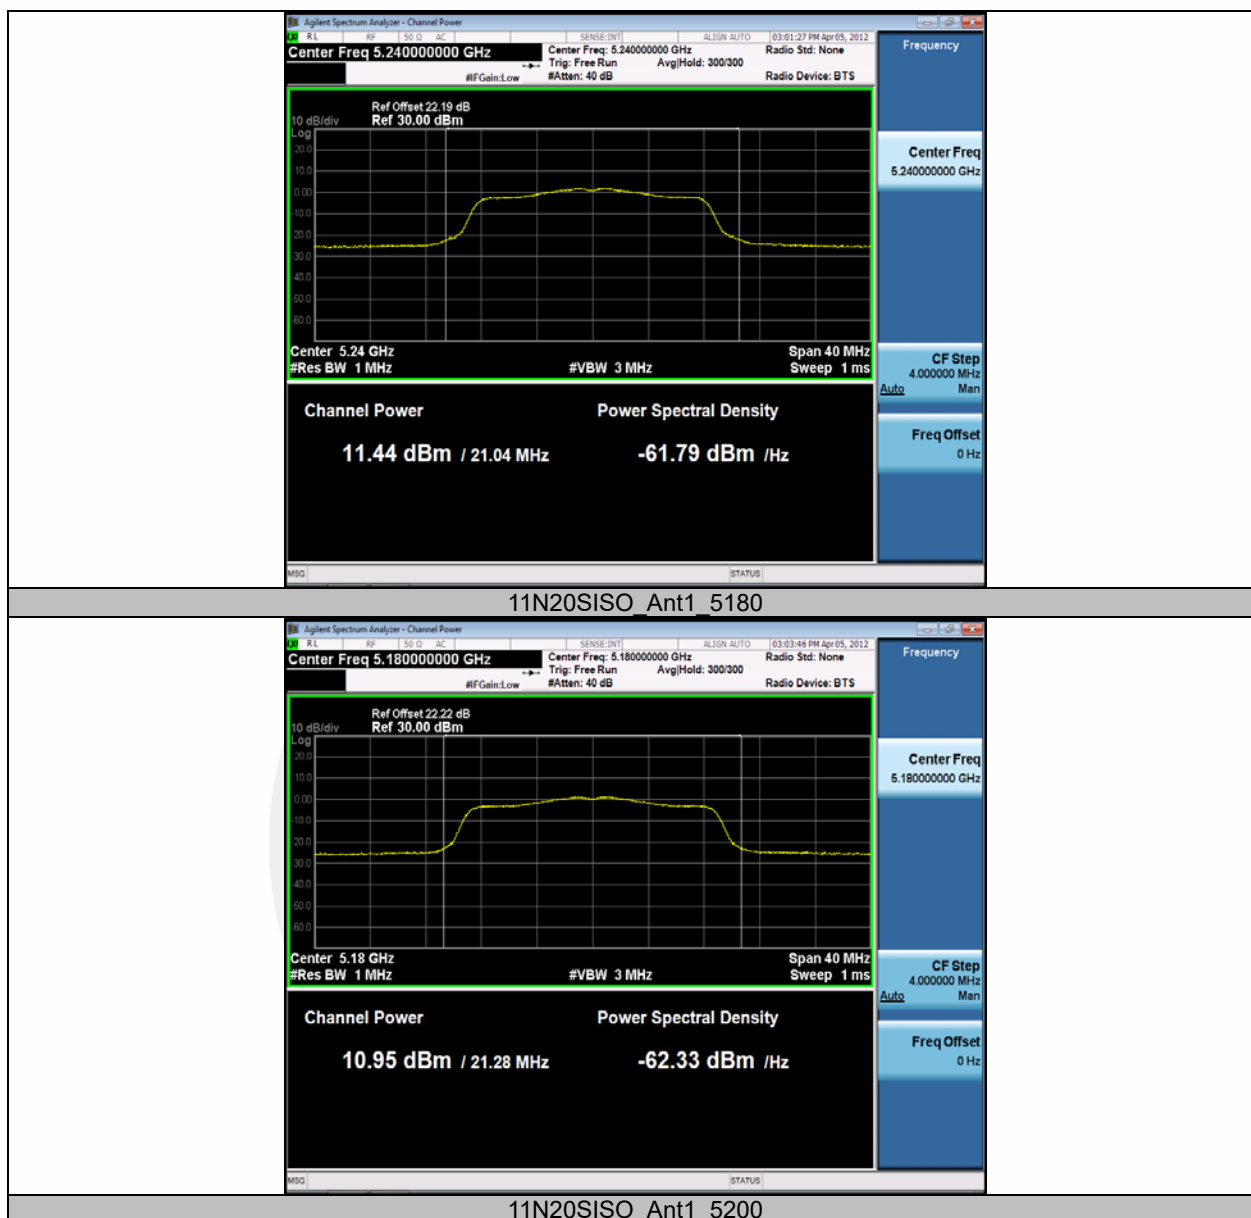 Agilent Spectrum Analyzer - Channel Power
RL RF 50 Ω AC SENSE:INT ALIGN AUTO 03:01:27 PM Apr 05, 2012
Center Freq 5.240000000 GHz
Center Freq: 5.240000000 GHz
Radio Std: None
Trig: Free Run Avg|Hold: 300/300
#IFGain:Low
#Atten: 40 dB
Radio Device: BTS
Ref Offset 22.19 dB
10 dB/div Ref 30.00 dBm
Log
20.0
10.0
0.00
-10.0
-20.0
-30.0
-40.0
-50.0
-60.0
Center 5.24 GHz Span 40 MHz
#Res BW 1 MHz #VBW 3 MHz Sweep 1 ms
Channel Power Power Spectral Density
11.44 dBm / 21.04 MHz -61.79 dBm /Hz
MSG STATUS
Frequency
Center Freq
5.240000000 GHz
CF Step
4.000000 MHz
Auto Man
Freq Offset
0 Hz
11N20SISO_Ant1_5180
Agilent Spectrum Analyzer - Channel Power
RL RF 50 Ω AC SENSE:INT ALIGN AUTO 03:03:46 PM Apr 05, 2012
Center Freq 5.180000000 GHz
Center Freq: 5.180000000 GHz
Radio Std: None
Trig: Free Run Avg|Hold: 300/300
#IFGain:Low
#Atten: 40 dB
Radio Device: BTS
Ref Offset 22.22 dB
10 dB/div Ref 30.00 dBm
Log
20.0
10.0
0.00
-10.0
-20.0
-30.0
-40.0
-50.0
-60.0
Center 5.18 GHz Span 40 MHz
#Res BW 1 MHz #VBW 3 MHz Sweep 1 ms
Channel Power Power Spectral Density
10.95 dBm / 21.28 MHz -62.33 dBm /Hz
MSG STATUS
Frequency
Center Freq
5.180000000 GHz
CF Step
4.000000 MHz
Auto Man
Freq Offset
0 Hz
11N20SISO_Ant1_5200